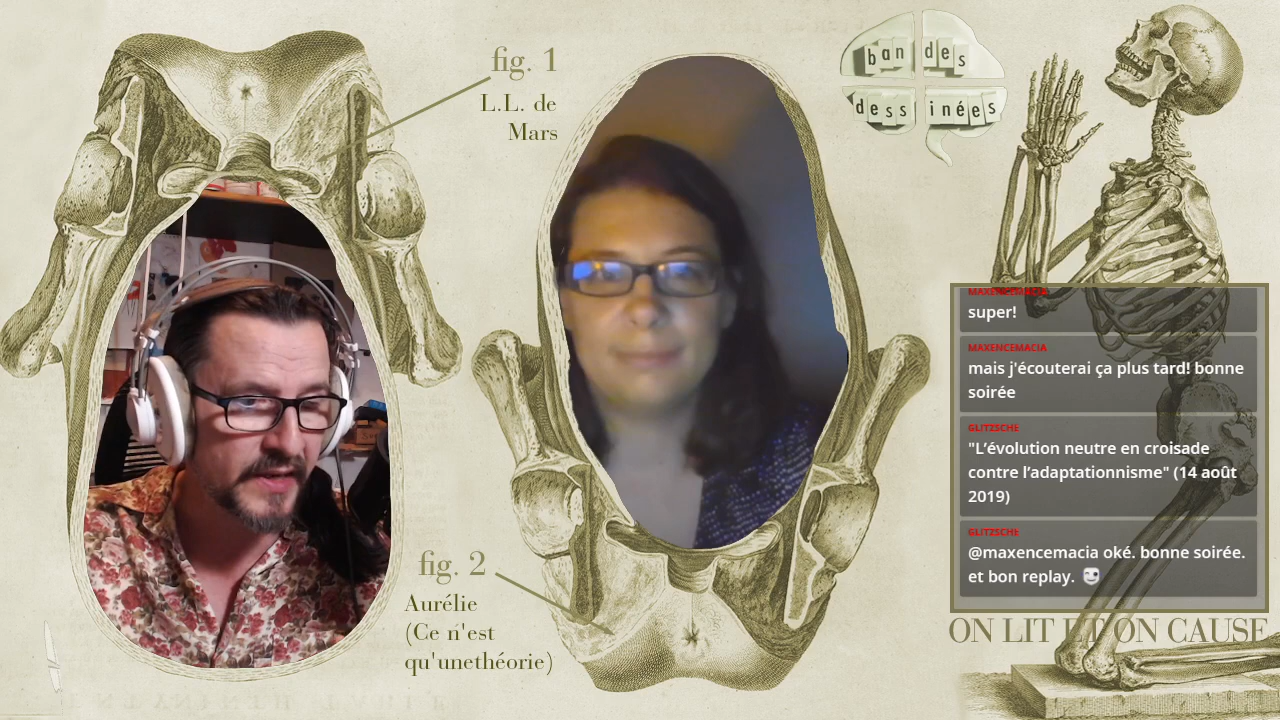 fig. 1
L.L. de
Mars
fig. 2
Aurélie
(Ce n'est
qu'unethéorie)
ban des
dessinées
MAXENCEMACIA
super!
MAXENCEMACIA
mais j'écouterai ça plus tard! bonne
soirée
GLITZSCHE
"L’évolution neutre en croisade
contre l’adaptationnisme" (14 août
2019)
GLITZSCHE
@maxencemacia oké. bonne soirée.
et bon replay.
ON LIT ET ON CAUSE